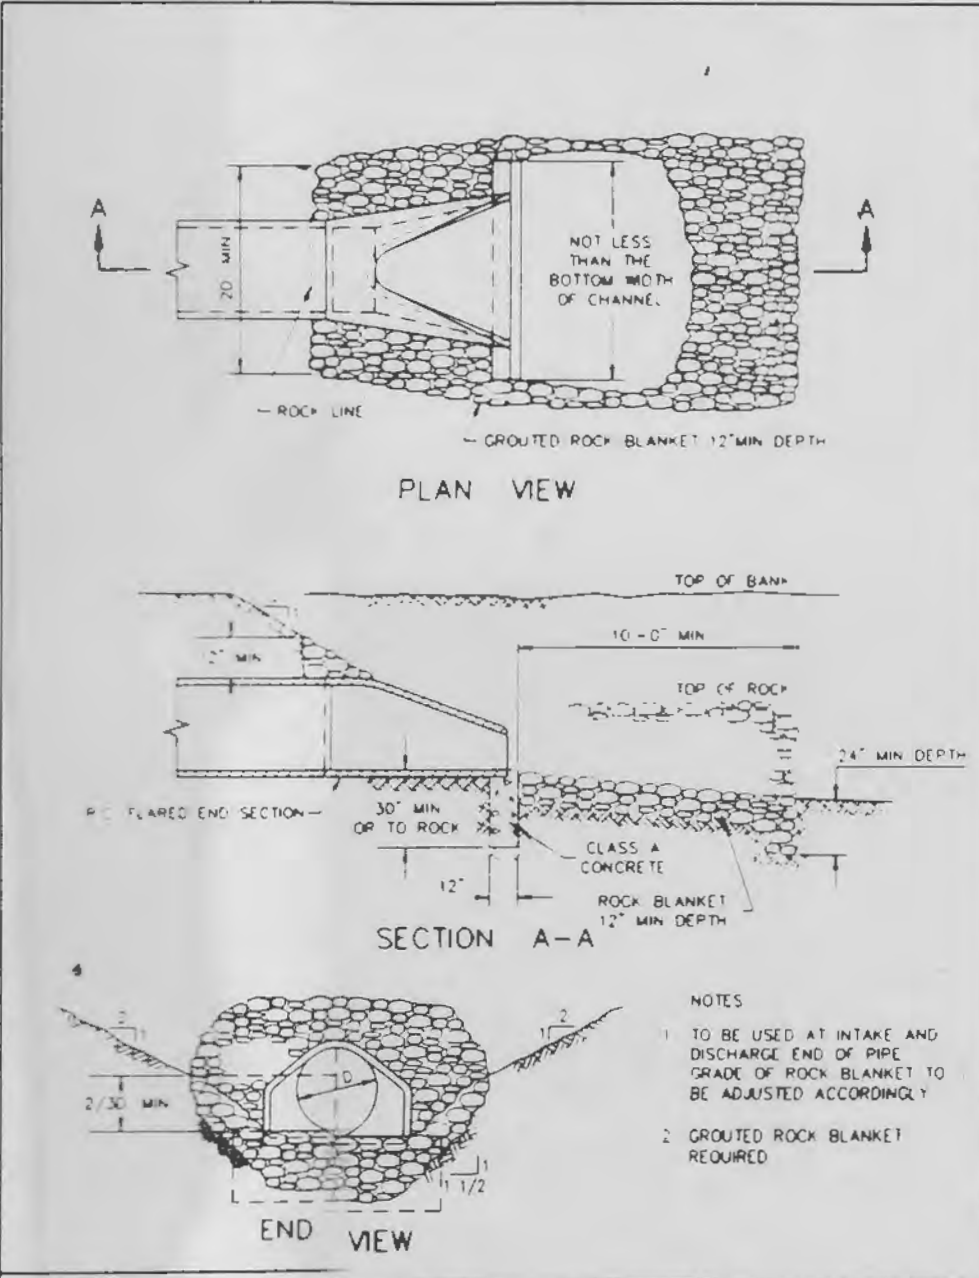 A
A
2D MIN
NOT LESS
THAN THE
BOTTOM WIDTH
OF CHANNEL
ROCK LINE
GROUTED ROCK BLANKET 12" MIN DEPTH
PLAN VIEW
TOP OF BANK
10-0" MIN
12" MIN
TOP OF ROCK
24" MIN DEPTH
FLARED END SECTION
30" MIN
OR TO ROCK
CLASS A
CONCRETE
12"
ROCK BLANKET
12" MIN DEPTH
SECTION A-A
2
1
1
2
D
2/3D MIN
1
1 1/2
END VIEW
NOTES
1 TO BE USED AT INTAKE AND
DISCHARGE END OF PIPE
GRADE OF ROCK BLANKET TO
BE ADJUSTED ACCORDINGLY
2 GROUTED ROCK BLANKET
REQUIRED